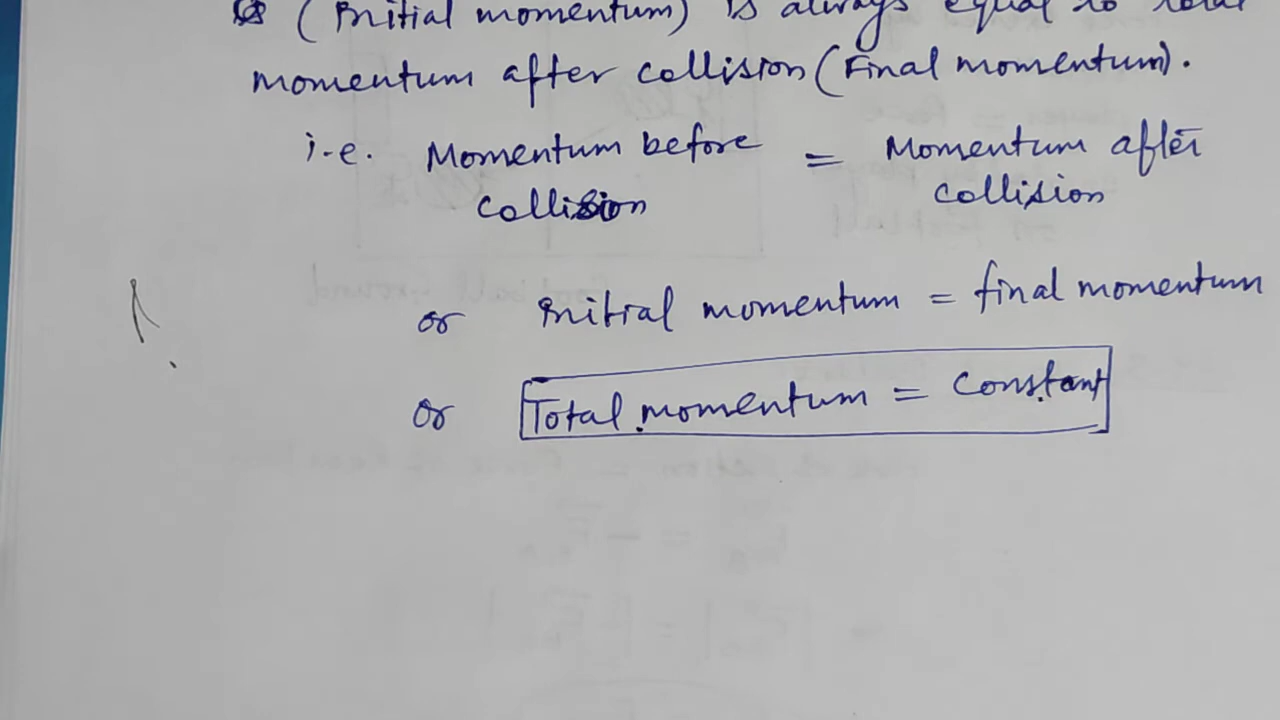 (Initial momentum) is always equal to total
momentum after collision (Final momentum).
i.e. Momentum before collision = Momentum after collision
or Initial momentum = final momentum
or Total momentum = Constant